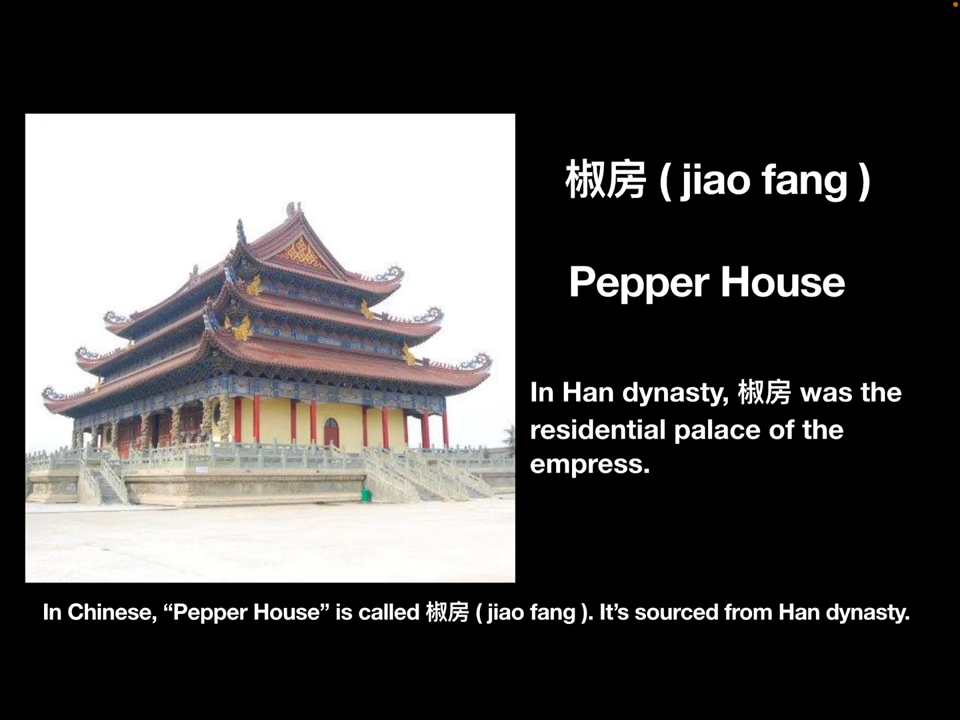 椒房 ( jiao fang )
Pepper House
In Han dynasty, 椒房 was the
residential palace of the
empress.
In Chinese, “Pepper House” is called 椒房 ( jiao fang ). It’s sourced from Han dynasty.